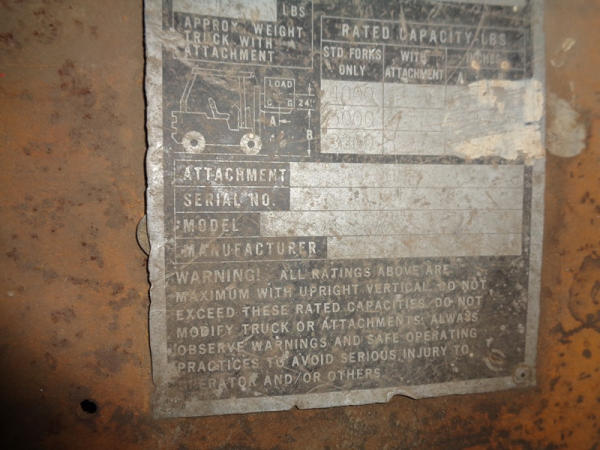 LBS
APPROX. WEIGHT
TRUCK WITH
ATTACHMENT
RATED CAPACITY LBS
STD. FORKS
ONLY
WITH
ATTACHMENT
A
LOAD
G
G
24"
A
B
4000
ATTACHMENT
SERIAL NO.
MODEL
MANUFACTURER
WARNING! ALL RATINGS ABOVE ARE
MAXIMUM WITH UPRIGHT VERTICAL. DO NOT
EXCEED THESE RATED CAPACITIES. DO NOT
MODIFY TRUCK OR ATTACHMENTS. ALWAYS
OBSERVE WARNINGS AND SAFE OPERATING
PRACTICES TO AVOID SERIOUS INJURY TO
OPERATOR AND/OR OTHERS.